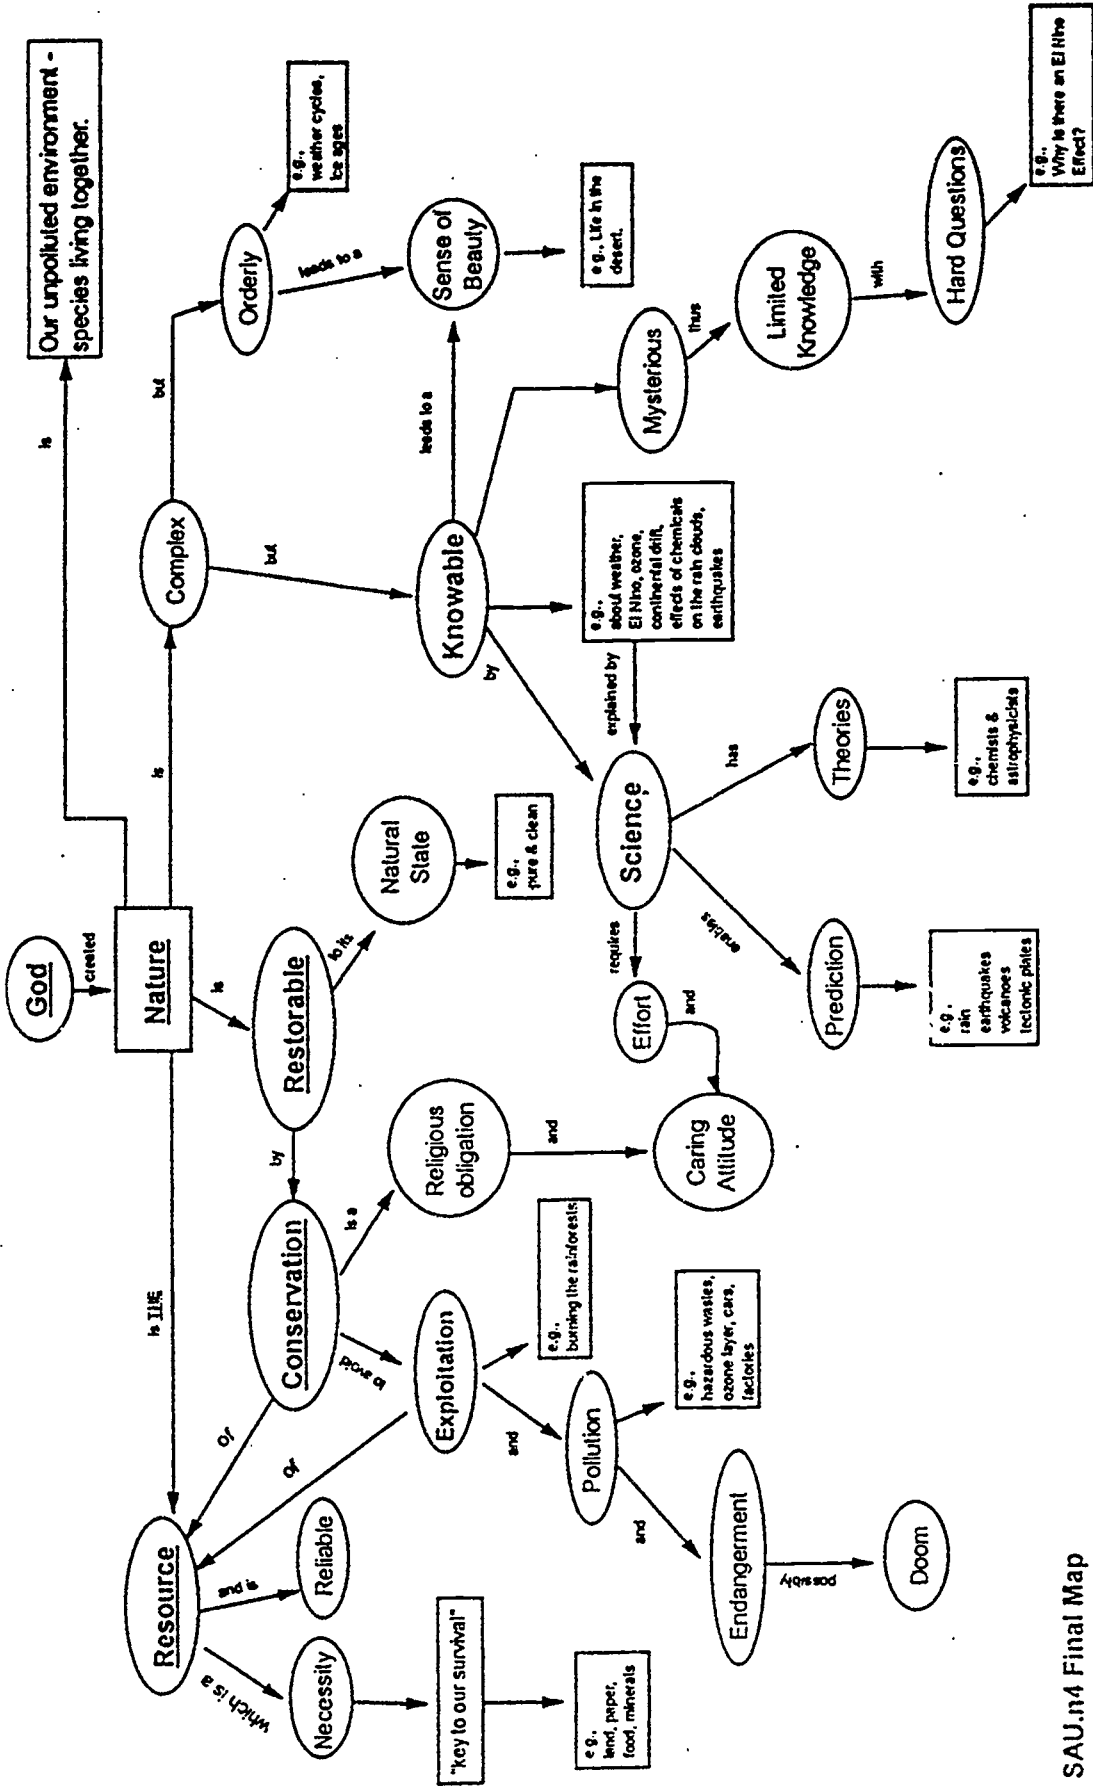 God
created
Nature
is
Our unpolluted environment -
species living together.
is
Complex
but
Orderly
e.g.,
weather cycles,
ice ages
leads to a
Sense of
Beauty
e.g., Life in the
desert.
but
Knowable
leads to a
Mysterious
thus
Limited
Knowledge
with
Hard Questions
e.g.,
Why is there an El Nine
Effect?
e.g.,
about weather,
El Nino, ozone,
continental drift,
effects of chemicals
on the rain clouds,
earthquakes
explained by
by
Science
has
Theories
e.g.,
chemists &
astrophysicists
enables
Prediction
e.g.,
rain
earthquakes
volcanoes
tectonic plates
requires
Effort
and
Caring
Attitude
is
Restorable
to its
Natural
State
e.g.,
pure & clean
by
Conservation
is a
Religious
obligation
and
to avoid
Exploitation
e.g.,
burning the rainforests
and
Pollution
e.g.,
hazardous wastes,
ozone layer, cars,
factories
and
Endangerment
possibly
Doom
is THE
Of
Of
Resource
and is
Reliable
which is a
Necessity
"key to our survival"
e.g.,
land, paper,
food, minerals
SAU.n4 Final Map